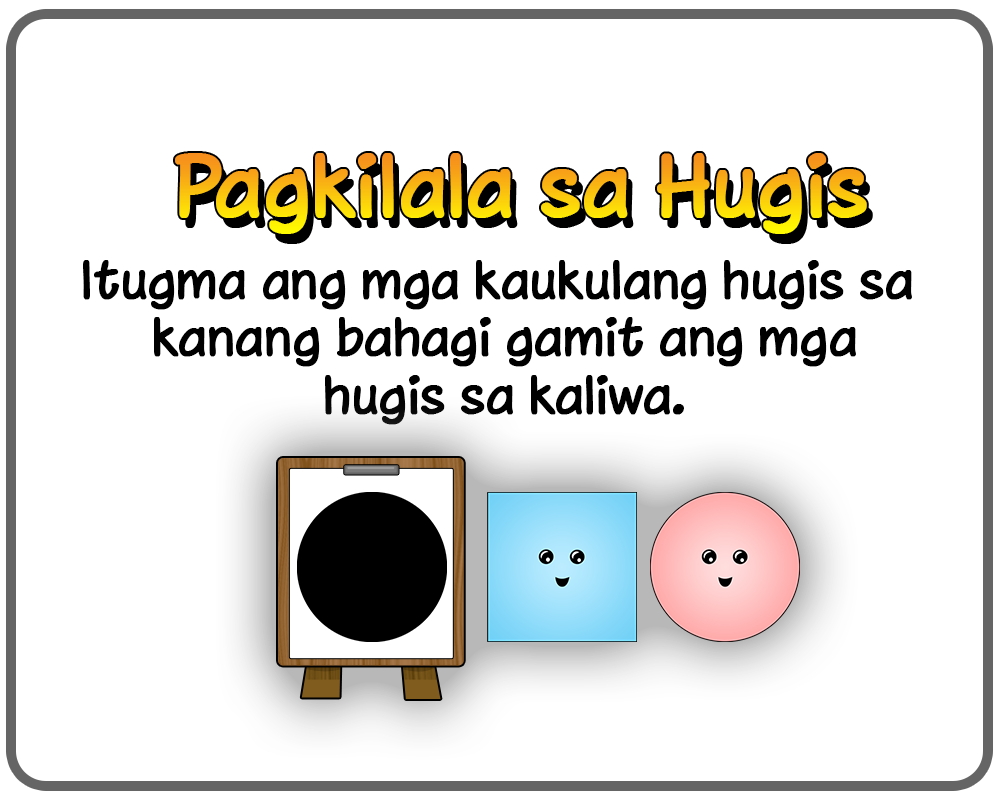 Pagkilala sa Hugis
Itugma ang mga kaukulang hugis sa
kanang bahagi gamit ang mga
hugis sa kaliwa.